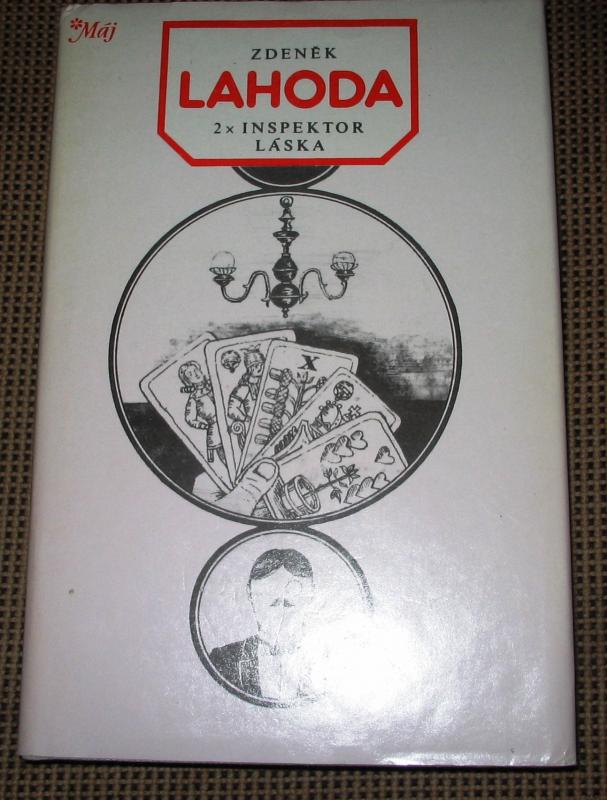 *Máj
ZDENĚK
LAHODA
2× INSPEKTOR
LÁSKA
X